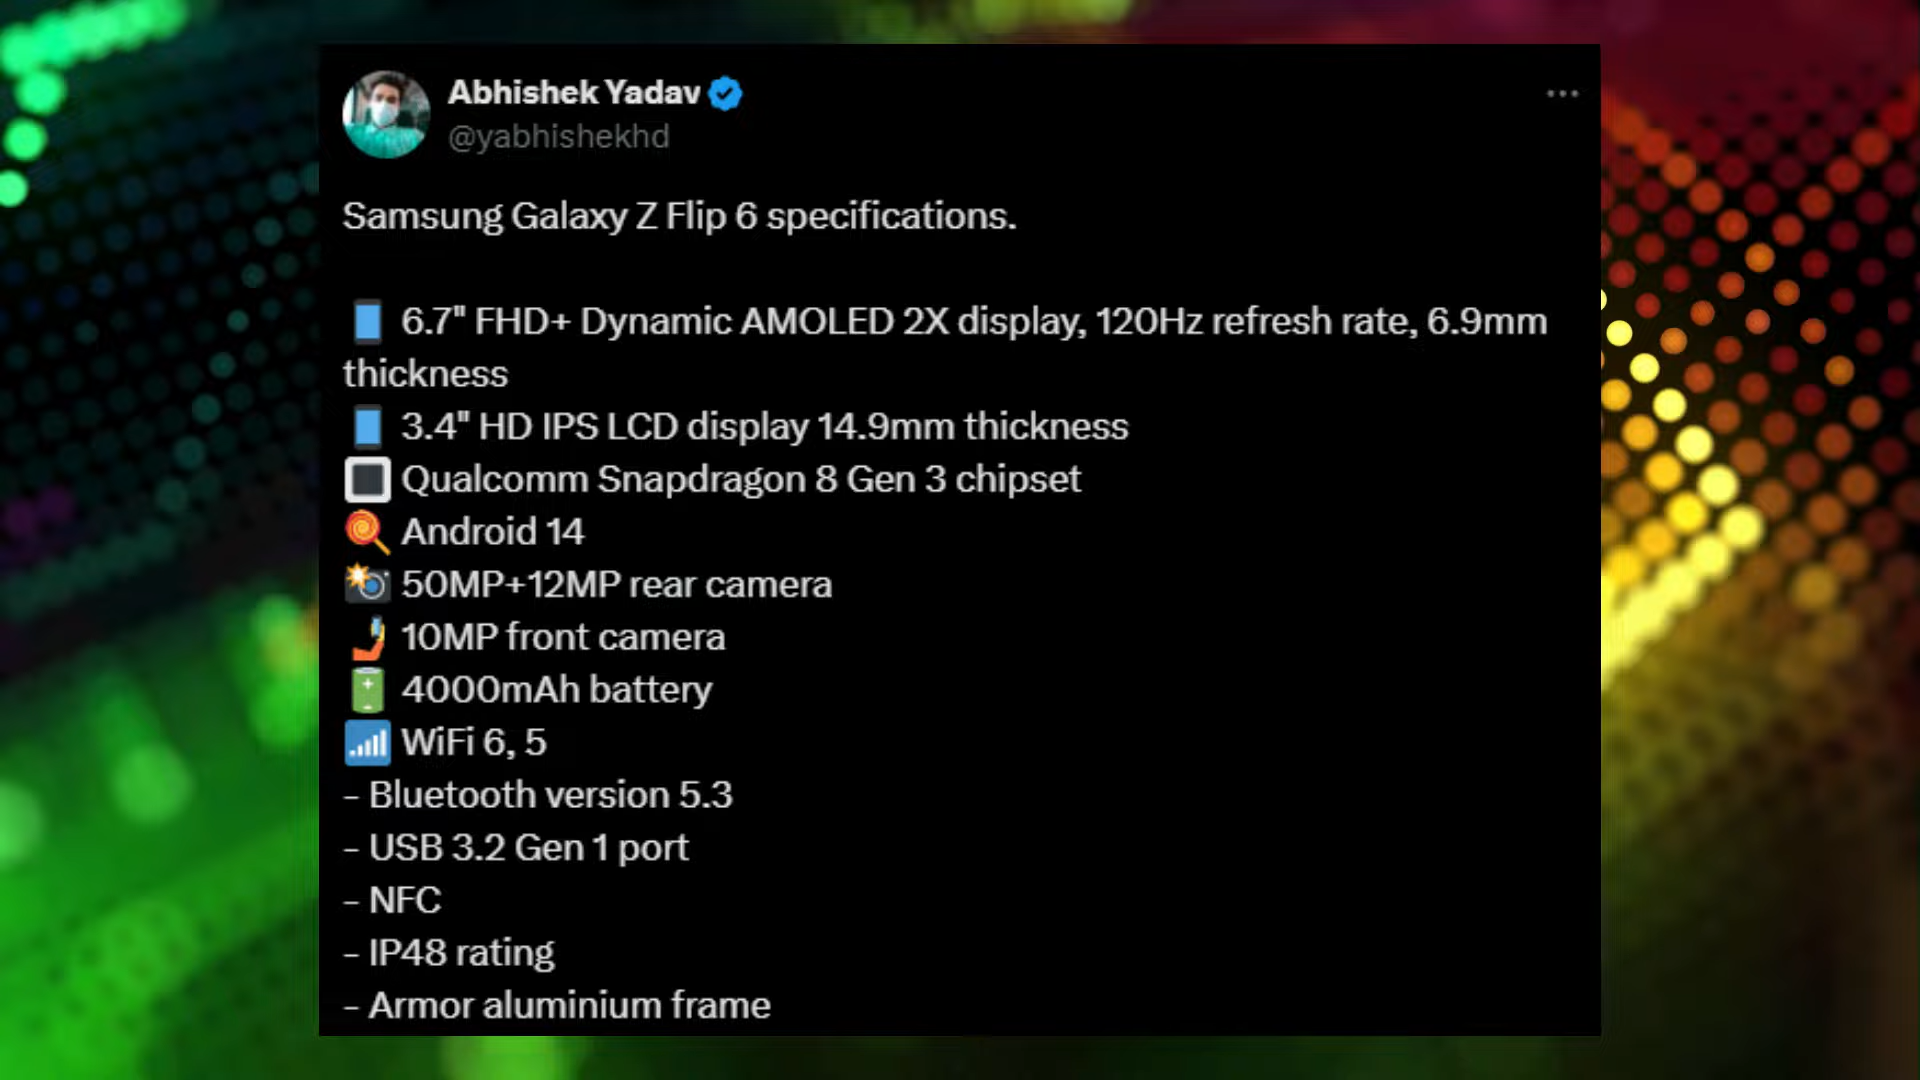 Abhishek Yadav
@yabhishekhd
Samsung Galaxy Z Flip 6 specifications.
📱 6.7" FHD+ Dynamic AMOLED 2X display, 120Hz refresh rate, 6.9mm
thickness
📱 3.4" HD IPS LCD display 14.9mm thickness
🔳 Qualcomm Snapdragon 8 Gen 3 chipset
🍭 Android 14
📸 50MP+12MP rear camera
🤳 10MP front camera
🔋 4000mAh battery
📶 WiFi 6, 5
- Bluetooth version 5.3
- USB 3.2 Gen 1 port
- NFC
- IP48 rating
- Armor aluminium frame